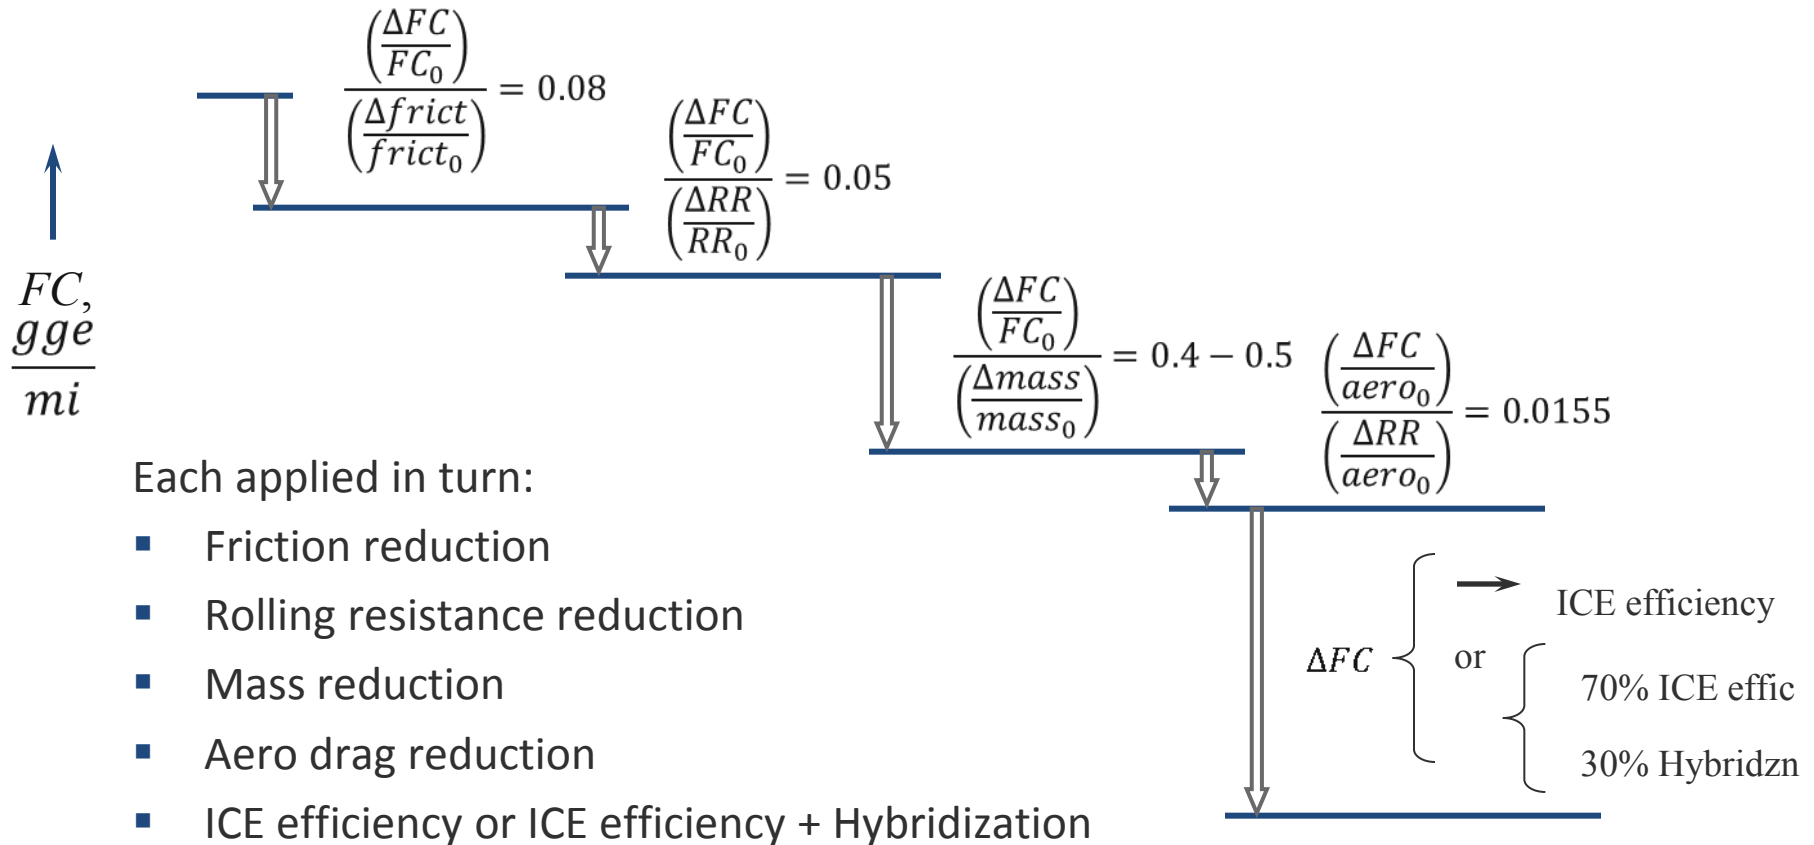 (ΔFC/FC₀)/(Δfrict/frict₀) = 0.08
(ΔFC/FC₀)/(ΔRR/RR₀) = 0.05
FC,
gge/mi
(ΔFC/FC₀)/(Δmass/mass₀) = 0.4 − 0.5
(ΔFC/aero₀)/(ΔRR/aero₀) = 0.0155
Each applied in turn:
▪ Friction reduction
▪ Rolling resistance reduction
▪ Mass reduction
▪ Aero drag reduction
▪ ICE efficiency or ICE efficiency + Hybridization
ΔFC
ICE efficiency
or
70% ICE effic
30% Hybridzn